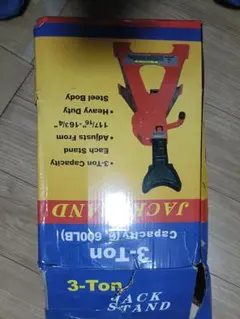 • 3-Ton Capacity
Each Stand
• Adjusts From
11 7/16"-16 3/4"
• Heavy Duty
Steel Body
JACK STAND
3-Ton
Capacity(6,600LB)
3-Ton
JACK
STAND